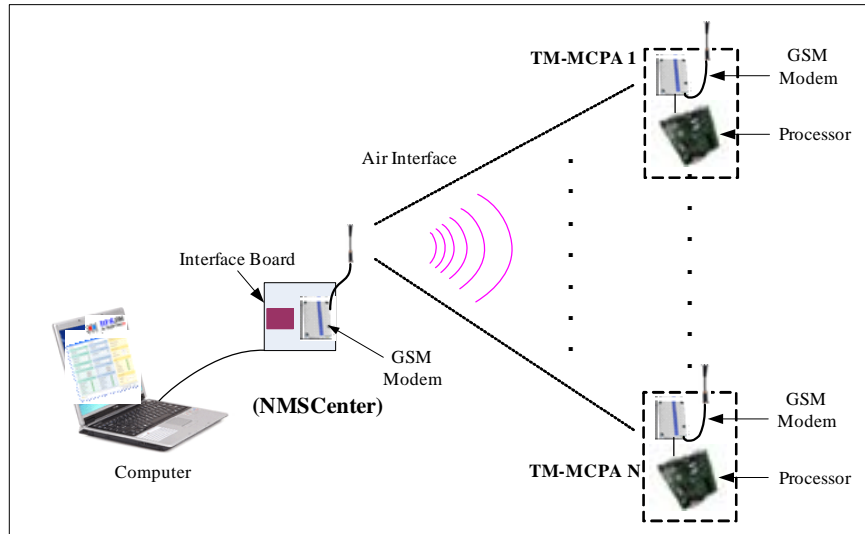 TM-MCPA 1
GSM
Modem
Processor
Air Interface
Interface Board
GSM
Modem
(NMSCenter)
Computer
GSM
Modem
TM-MCPA N
Processor